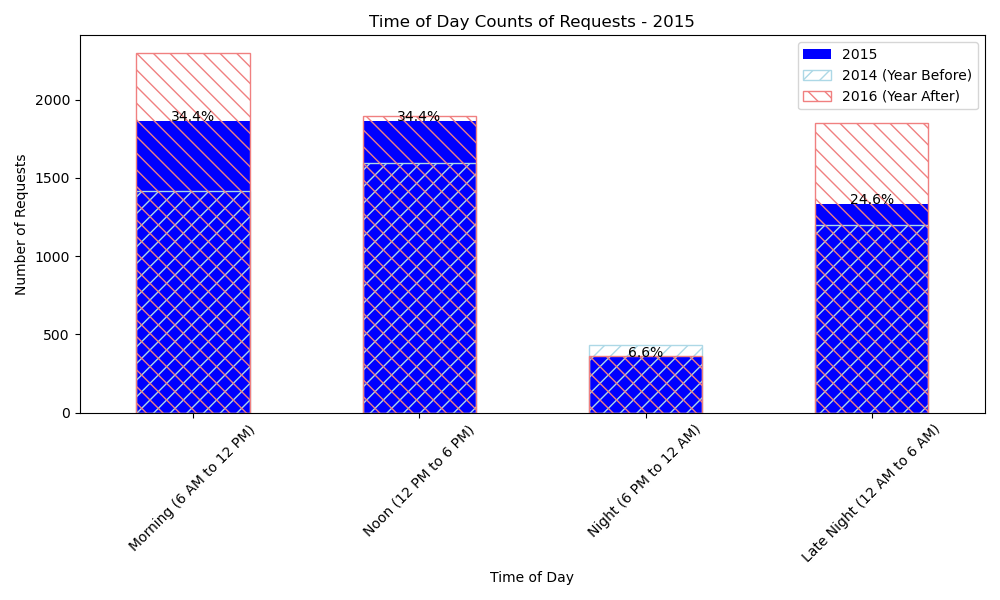 Time of Day Counts of Requests - 2015
2015
2014 (Year Before)
2016 (Year After)
34.4%
34.4%
6.6%
24.6%
2000
1500
1000
500
0
Number of Requests
Morning (6 AM to 12 PM)
Noon (12 PM to 6 PM)
Night (6 PM to 12 AM)
Late Night (12 AM to 6 AM)
Time of Day